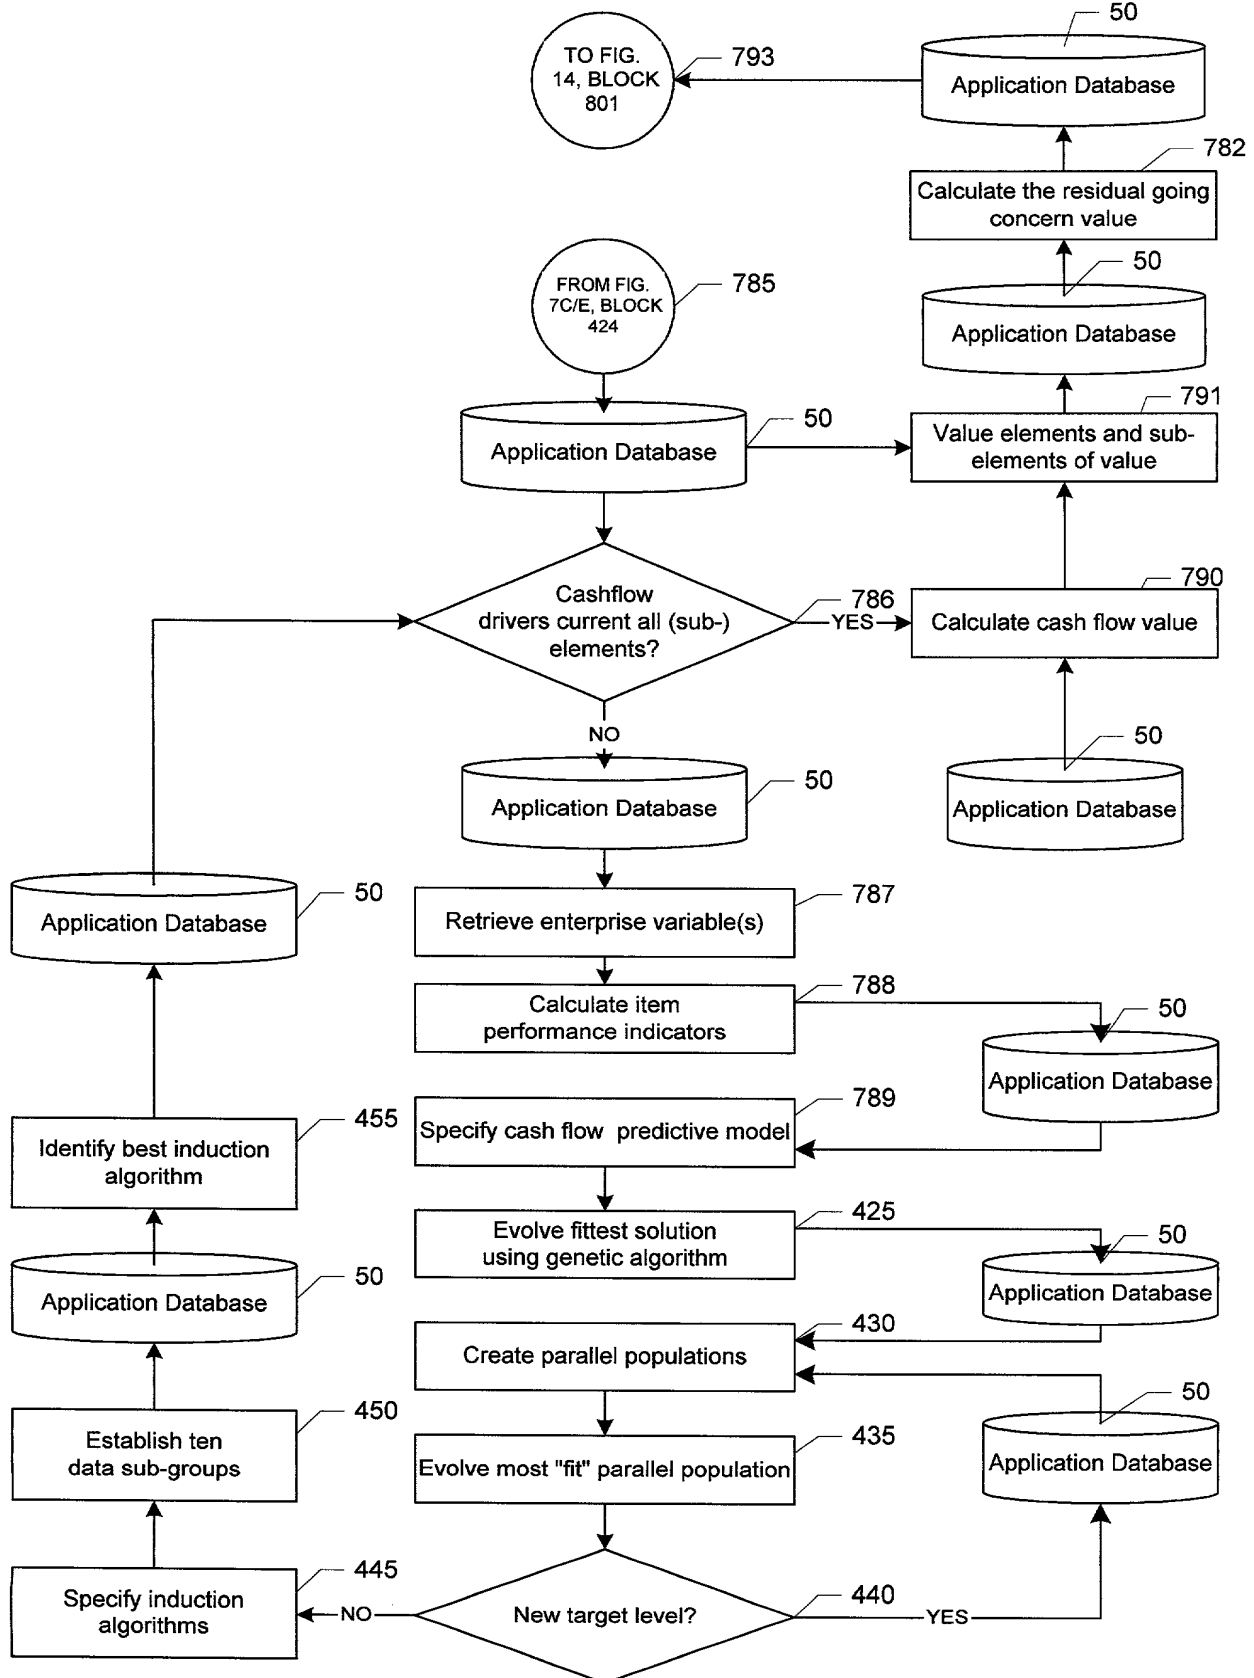 50
TO FIG.
14, BLOCK
801
793
Application Database
782
Calculate the residual going
concern value
50
FROM FIG.
7C/E, BLOCK
424
785
Application Database
791
50
Application Database
Value elements and sub-
elements of value
790
Cashflow
drivers current all (sub-)
elements?
786
YES
Calculate cash flow value
NO
50
50
Application Database
Application Database
50
Application Database
787
Retrieve enterprise variable(s)
788
Calculate item
performance indicators
50
Application Database
789
Specify cash flow predictive model
455
Identify best induction
algorithm
425
Evolve fittest solution
using genetic algorithm
50
Application Database
50
Application Database
430
Create parallel populations
50
Application Database
450
Establish ten
data sub-groups
435
Evolve most "fit" parallel population
445
Specify induction
algorithms
NO
New target level?
440
YES